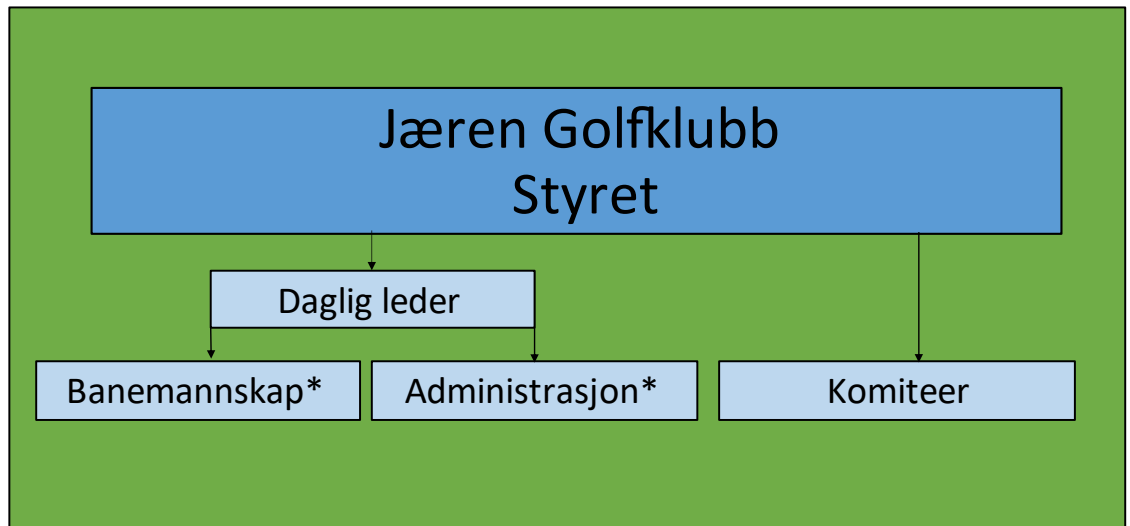 Jæren Golfklubb
Styret
Daglig leder
Banemannskap*
Administrasjon*
Komiteer